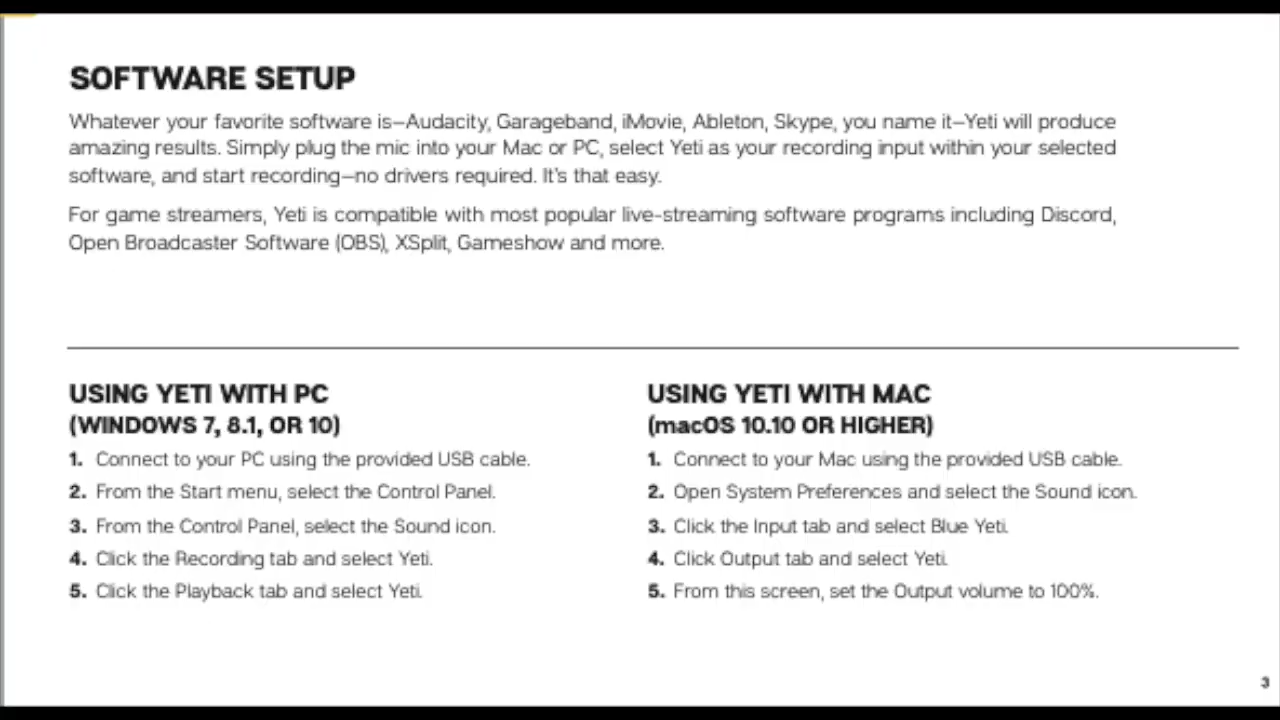 SOFTWARE SETUP
Whatever your favorite software is—Audacity, Garageband, iMovie, Ableton, Skype, you name it—Yeti will produce
amazing results. Simply plug the mic into your Mac or PC, select Yeti as your recording input within your selected
software, and start recording—no drivers required. It's that easy.
For game streamers, Yeti is compatible with most popular live-streaming software programs including Discord,
Open Broadcaster Software (OBS), XSplit, Gameshow and more.
USING YETI WITH PC
(WINDOWS 7, 8.1, OR 10)
1. Connect to your PC using the provided USB cable.
2. From the Start menu, select the Control Panel.
3. From the Control Panel, select the Sound icon.
4. Click the Recording tab and select Yeti.
5. Click the Playback tab and select Yeti.
USING YETI WITH MAC
(macOS 10.10 OR HIGHER)
1. Connect to your Mac using the provided USB cable.
2. Open System Preferences and select the Sound icon.
3. Click the Input tab and select Blue Yeti.
4. Click Output tab and select Yeti.
5. From this screen, set the Output volume to 100%.
3